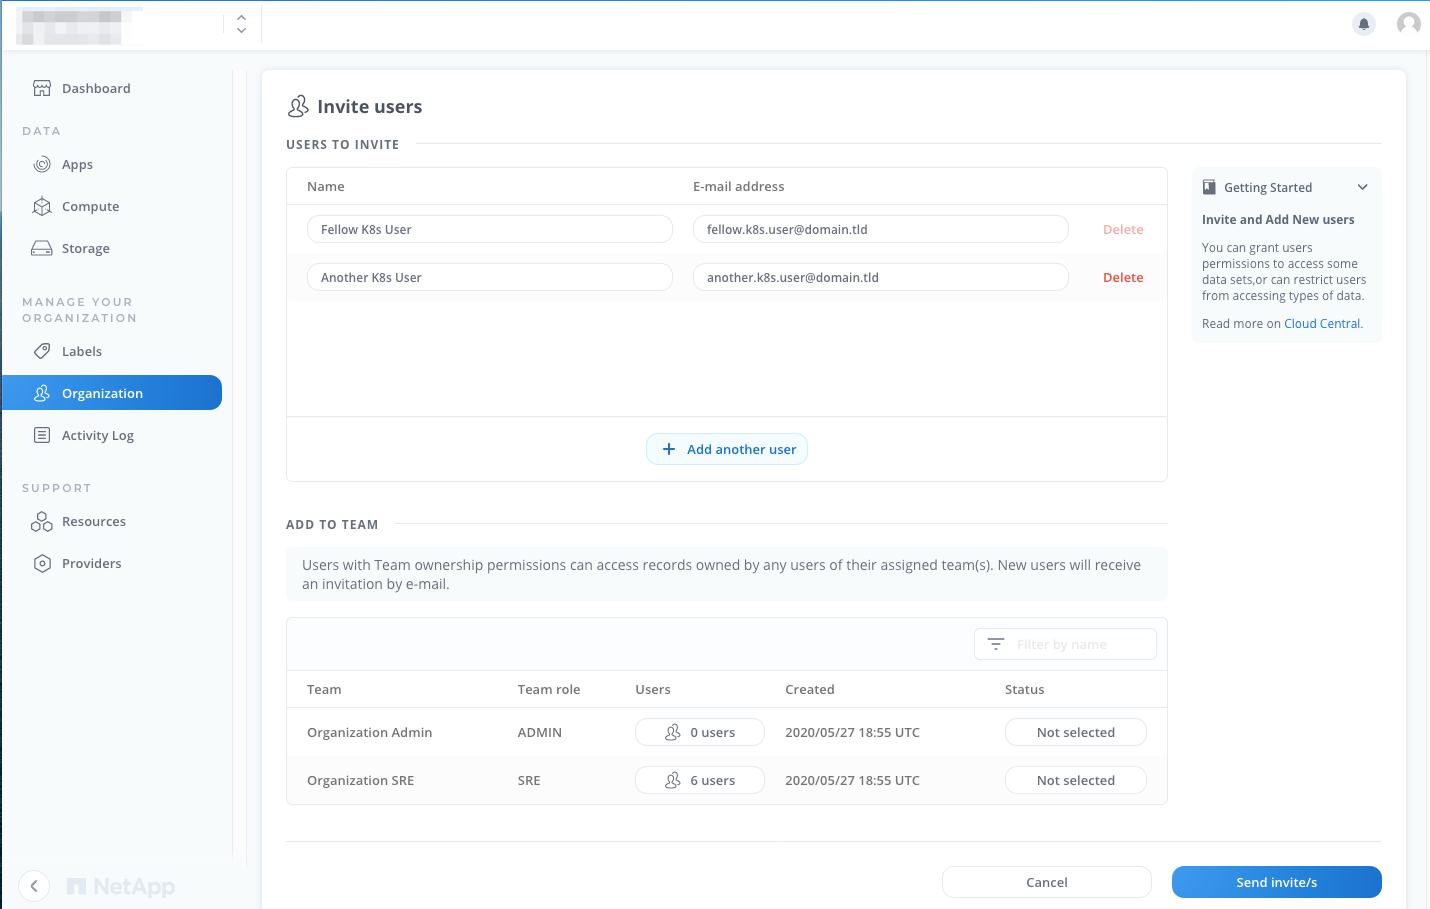 Dashboard
DATA
Apps
Compute
Storage
MANAGE YOUR
ORGANIZATION
Labels
Organization
Activity Log
SUPPORT
Resources
Providers
NetApp
Invite users
USERS TO INVITE
Name E-mail address
Fellow K8s User fellow.k8s.user@domain.tld Delete
Another K8s User another.k8s.user@domain.tld Delete
Add another user
Getting Started
Invite and Add New users
You can grant users
permissions to access some
data sets,or can restrict users
from accessing types of data.
Read more on Cloud Central.
ADD TO TEAM
Users with Team ownership permissions can access records owned by any users of their assigned team(s). New users will receive
an invitation by e-mail.
Filter by name
Team Team role Users Created Status
Organization Admin ADMIN 0 users 2020/05/27 18:55 UTC Not selected
Organization SRE SRE 6 users 2020/05/27 18:55 UTC Not selected
Cancel Send invite/s